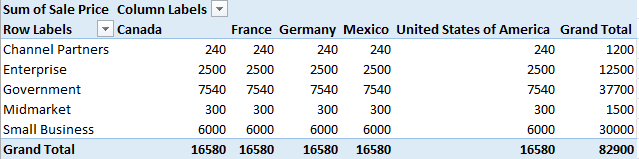 Sum of Sale Price Column Labels
Row Labels Canada France Germany Mexico United States of America Grand Total
Channel Partners 240 240 240 240 240 1200
Enterprise 2500 2500 2500 2500 2500 12500
Government 7540 7540 7540 7540 7540 37700
Midmarket 300 300 300 300 300 1500
Small Business 6000 6000 6000 6000 6000 30000
Grand Total 16580 16580 16580 16580 16580 82900